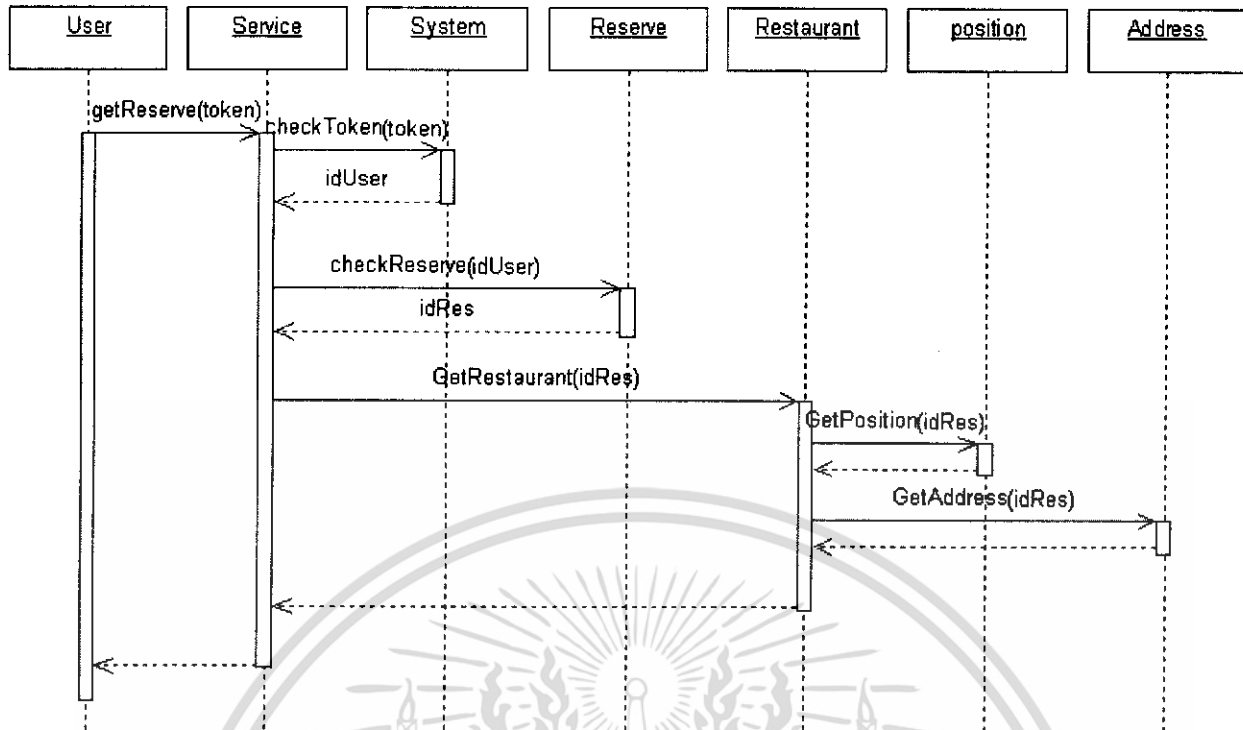 User
Service
System
Reserve
Restaurant
position
Address
getReserve(token)
checkToken(token)
idUser
checkReserve(idUser)
idRes
GetRestaurant(idRes)
GetPosition(idRes)
GetAddress(idRes)